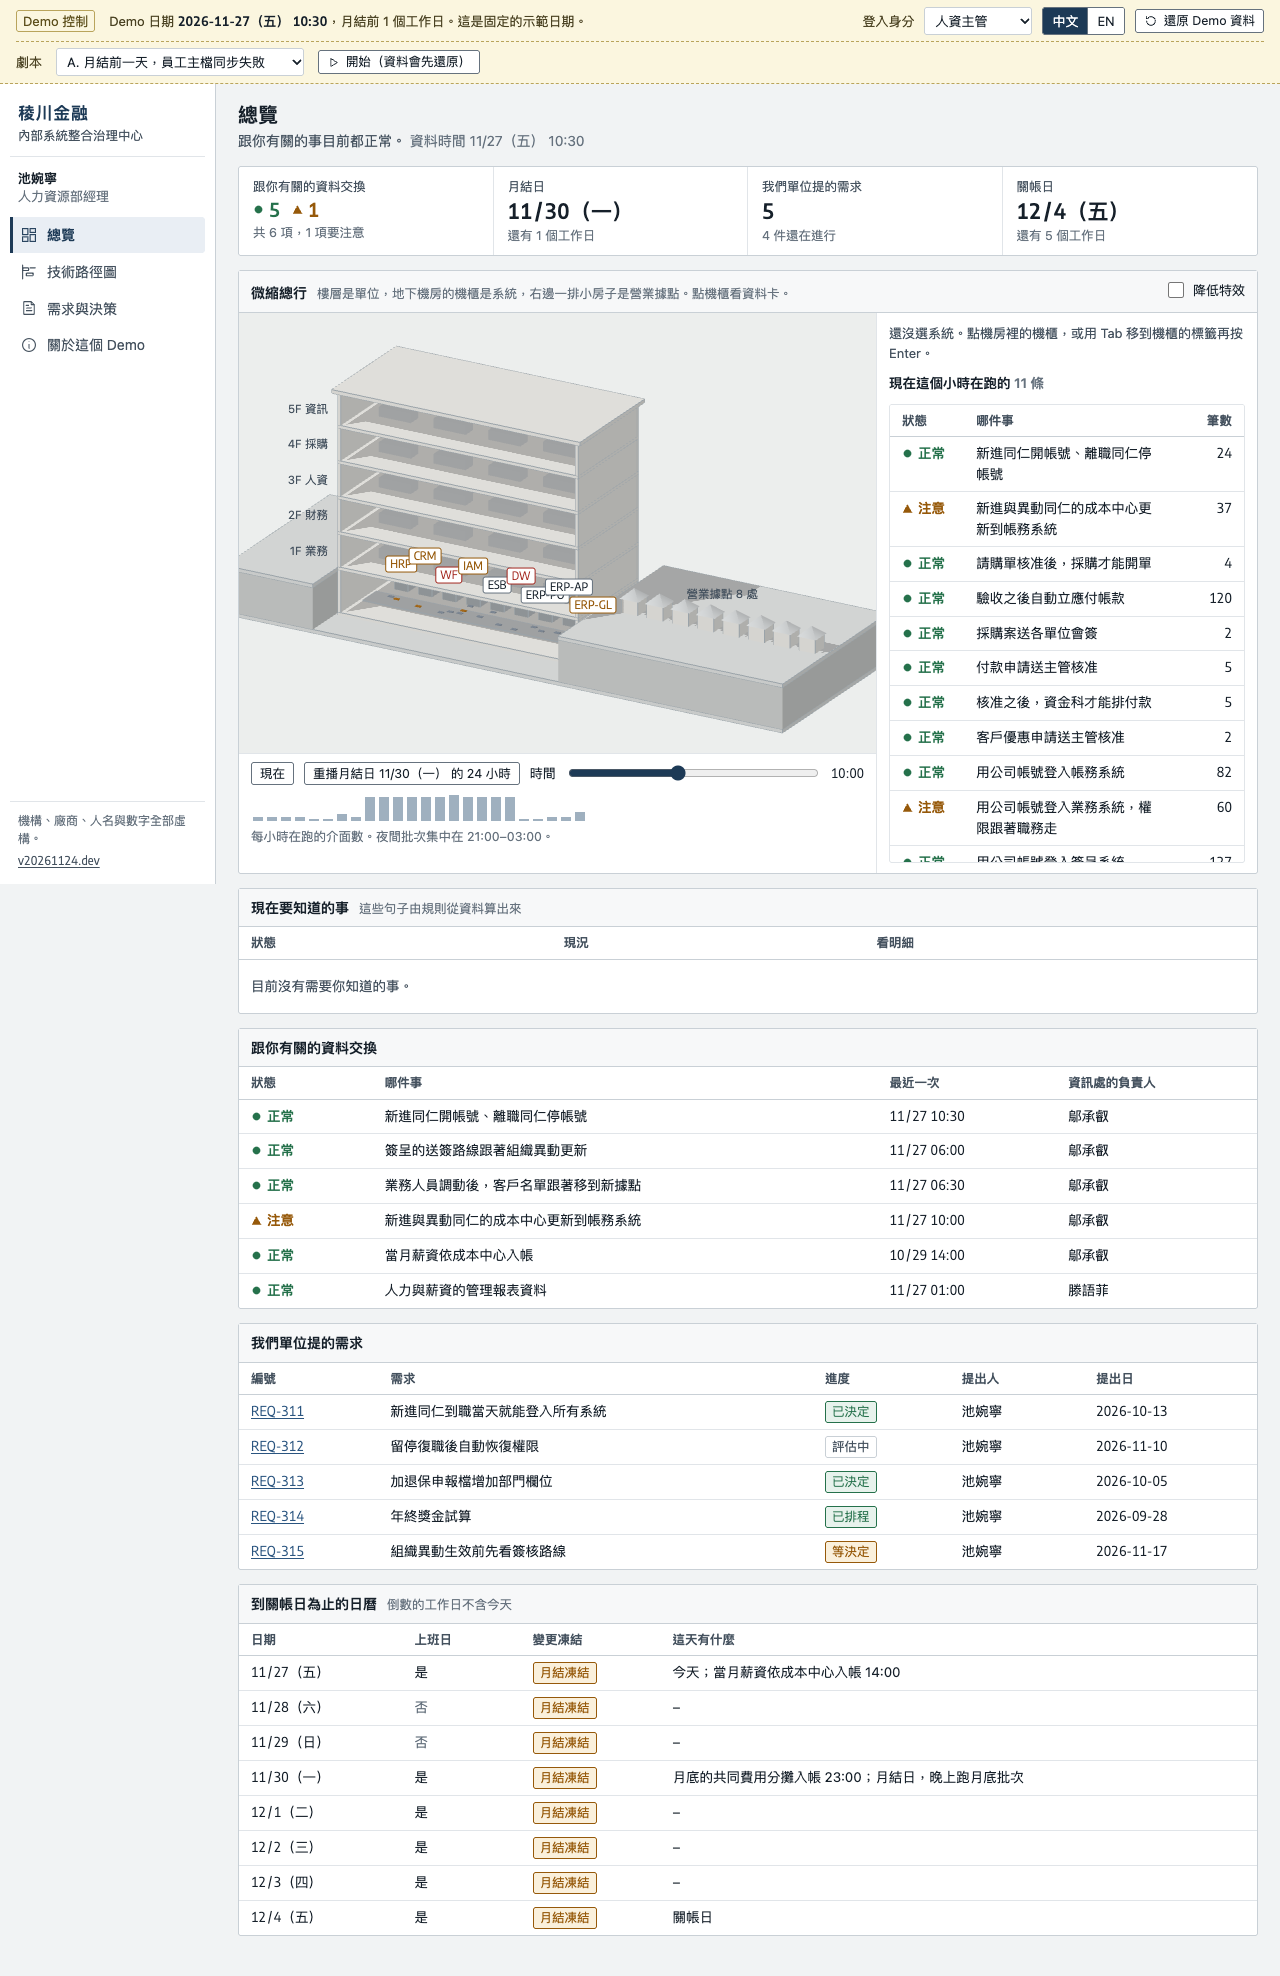 Demo 控制 Demo 日期 2026-11-27（五） 10:30，月結前 1 個工作日。這是固定的示範日期。 登入身分 人資主管 中文 EN 還原 Demo 資料
劇本 A. 月結前一天，員工主檔同步失敗 開始（資料會先還原）
稜川金融
內部系統整合治理中心
池婉寧
人力資源部經理
總覽
技術路徑圖
需求與決策
關於這個 Demo
機構、廠商、人名與數字全部虛
構。
v20261124.dev
總覽
跟你有關的事目前都正常。 資料時間 11/27（五） 10:30
跟你有關的資料交換
5 1
共 6 項，1 項要注意
月結日
11/30（一）
還有 1 個工作日
我們單位提的需求
5
4 件還在進行
關帳日
12/4（五）
還有 5 個工作日
微縮總行 樓層是單位，地下機房的機櫃是系統，右邊一排小房子是營業據點。點機櫃看資料卡。 降低特效
5F 資訊
4F 採購
3F 人資
2F 財務
1F 業務
CRM
WF
IAM
ESB
DW
ERP-AP
ERP-GL
營業據點 8 處
現在 重播月結日 11/30（一） 的 24 小時 時間 10:00
每小時在跑的介面數。夜間批次集中在 21:00–03:00。
還沒選系統。點機房裡的機櫃，或用 Tab 移到機櫃的標籤再按
Enter。
現在這個小時在跑的 11 條
狀態 哪件事 筆數
正常 新進同仁開帳號、離職同仁停 24
帳號
注意 新進與異動同仁的成本中心更 37
新到帳務系統
正常 請購單核准後，採購才能開單 4
正常 驗收之後自動立應付帳款 120
正常 採購案送各單位會簽 2
正常 付款申請送主管核准 5
正常 核准之後，資金科才能排付款 5
正常 客戶優惠申請送主管核准 2
正常 用公司帳號登入帳務系統 82
注意 用公司帳號登入業務系統，權 60
限跟著職務走
正常 用公司帳號登入簽呈系統 127
現在要知道的事 這些句子由規則從資料算出來
狀態 現況 看明細
目前沒有需要你知道的事。
跟你有關的資料交換
狀態 哪件事 最近一次 資訊處的負責人
正常 新進同仁開帳號、離職同仁停帳號 11/27 10:30 鄔承叡
正常 簽呈的送簽路線跟著組織異動更新 11/27 06:00 鄔承叡
正常 業務人員調動後，客戶名單跟著移到新據點 11/27 06:30 鄔承叡
注意 新進與異動同仁的成本中心更新到帳務系統 11/27 10:00 鄔承叡
正常 當月薪資依成本中心入帳 10/29 14:00 鄔承叡
正常 人力與薪資的管理報表資料 11/27 01:00 滕語菲
我們單位提的需求
編號 需求 進度 提出人 提出日
REQ-311 新進同仁到職當天就能登入所有系統 已決定 池婉寧 2026-10-13
REQ-312 留停復職後自動恢復權限 評估中 池婉寧 2026-11-10
REQ-313 加退保申報檔增加部門欄位 已決定 池婉寧 2026-10-05
REQ-314 年終獎金試算 已排程 池婉寧 2026-09-28
REQ-315 組織異動生效前先看簽核路線 等決定 池婉寧 2026-11-17
到關帳日為止的日曆 倒數的工作日不含今天
日期 上班日 變更凍結 這天有什麼
11/27（五） 是 月結凍結 今天；當月薪資依成本中心入帳 14:00
11/28（六） 否 月結凍結 –
11/29（日） 否 月結凍結 –
11/30（一） 是 月結凍結 月底的共同費用分攤入帳 23:00；月結日，晚上跑月底批次
12/1（二） 是 月結凍結 –
12/2（三） 是 月結凍結 –
12/3（四） 是 月結凍結 –
12/4（五） 是 月結凍結 關帳日